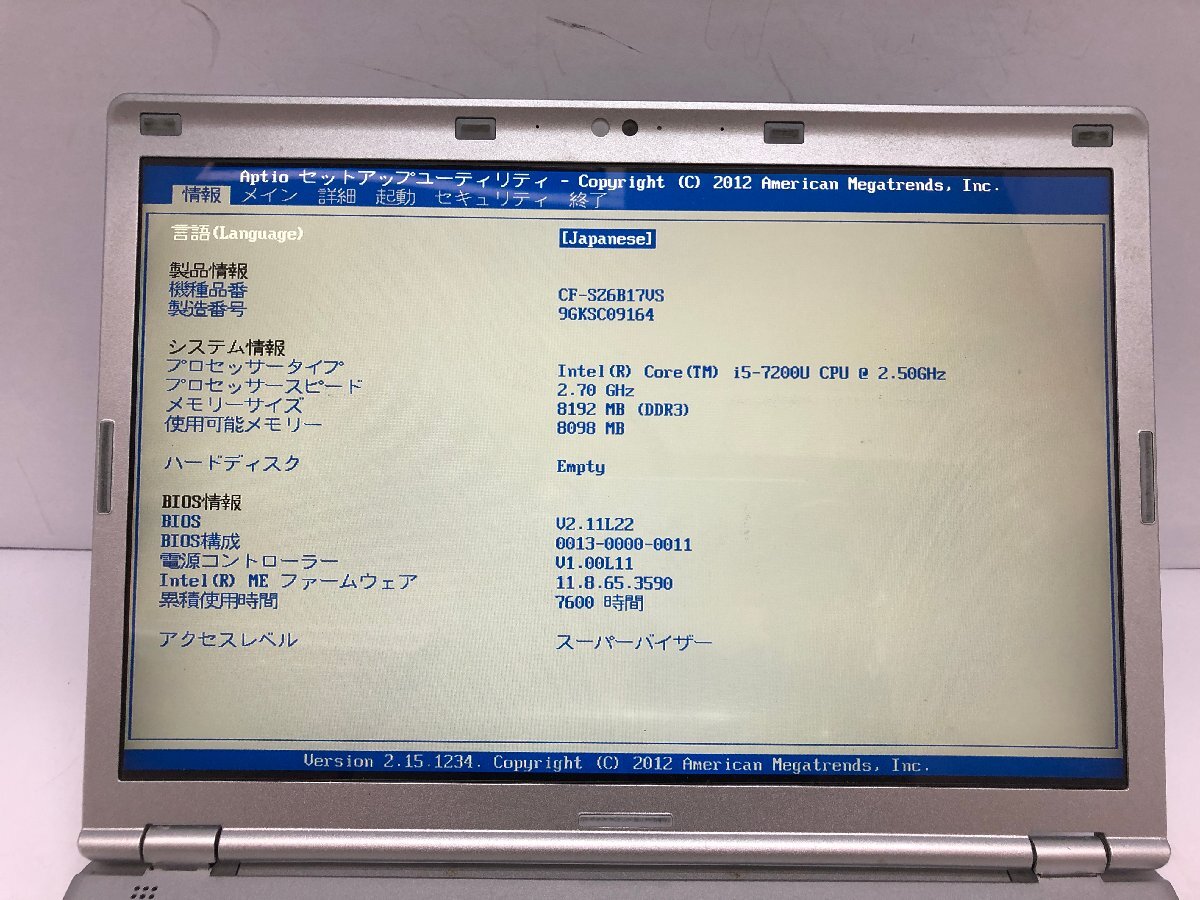 Aptio セットアップユーティリティ - Copyright (C) 2012 American Megatrends, Inc.
情報 メイン 詳細 起動 セキュリティ 終了
言語(Language) [Japanese]
製品情報
機種品番 CF-SZ6B17VS
製造番号 9GKSC09164
システム情報
プロセッサータイプ Intel(R) Core(TM) i5-7200U CPU @ 2.50GHz
プロセッサースピード 2.70 GHz
メモリーサイズ 8192 MB (DDR3)
使用可能メモリー 8098 MB
ハードディスク Empty
BIOS情報
BIOS V2.11L22
BIOS構成 0013-0000-0011
電源コントローラー V1.00L11
Intel(R) ME ファームウェア 11.8.65.3590
累積使用時間 7600 時間
アクセスレベル スーパーバイザー
Version 2.15.1234. Copyright (C) 2012 American Megatrends, Inc.